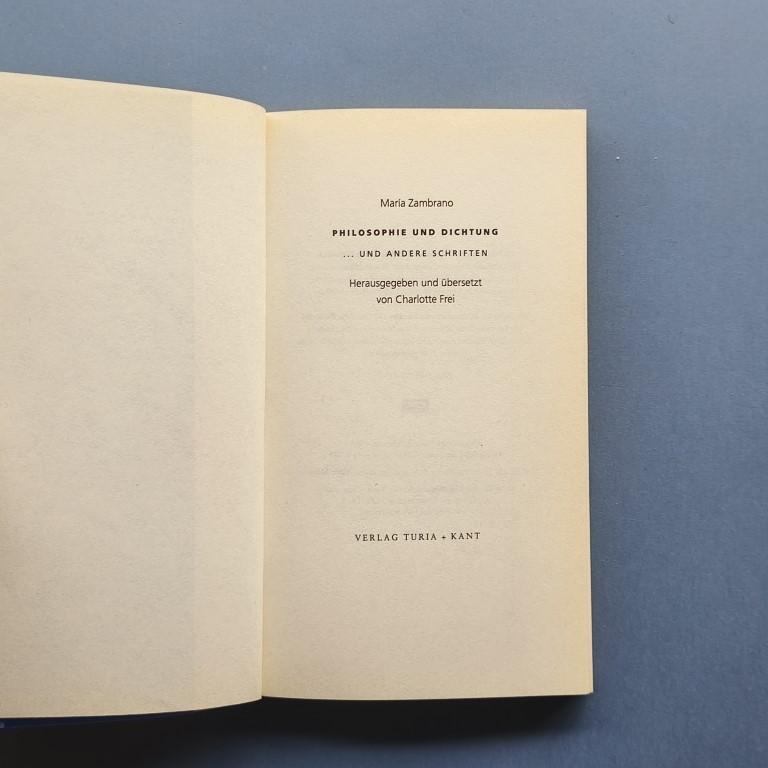 María Zambrano
PHILOSOPHIE UND DICHTUNG
... UND ANDERE SCHRIFTEN
Herausgegeben und übersetzt
von Charlotte Frei
VERLAG TURIA + KANT